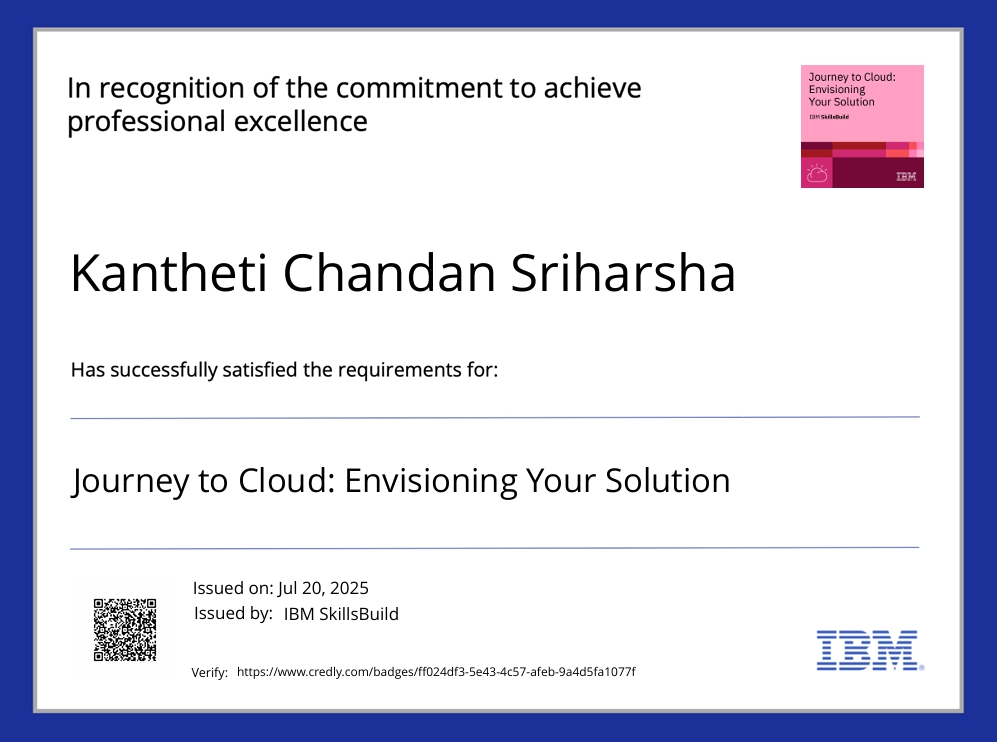 In recognition of the commitment to achieve
professional excellence
Journey to Cloud:
Envisioning
Your Solution
IBM SkillsBuild
IBM
Kantheti Chandan Sriharsha
Has successfully satisfied the requirements for:
Journey to Cloud: Envisioning Your Solution
Issued on: Jul 20, 2025
Issued by: IBM SkillsBuild
Verify: https://www.credly.com/badges/ff024df3-5e43-4c57-afeb-9a4d5fa1077f
IBM®